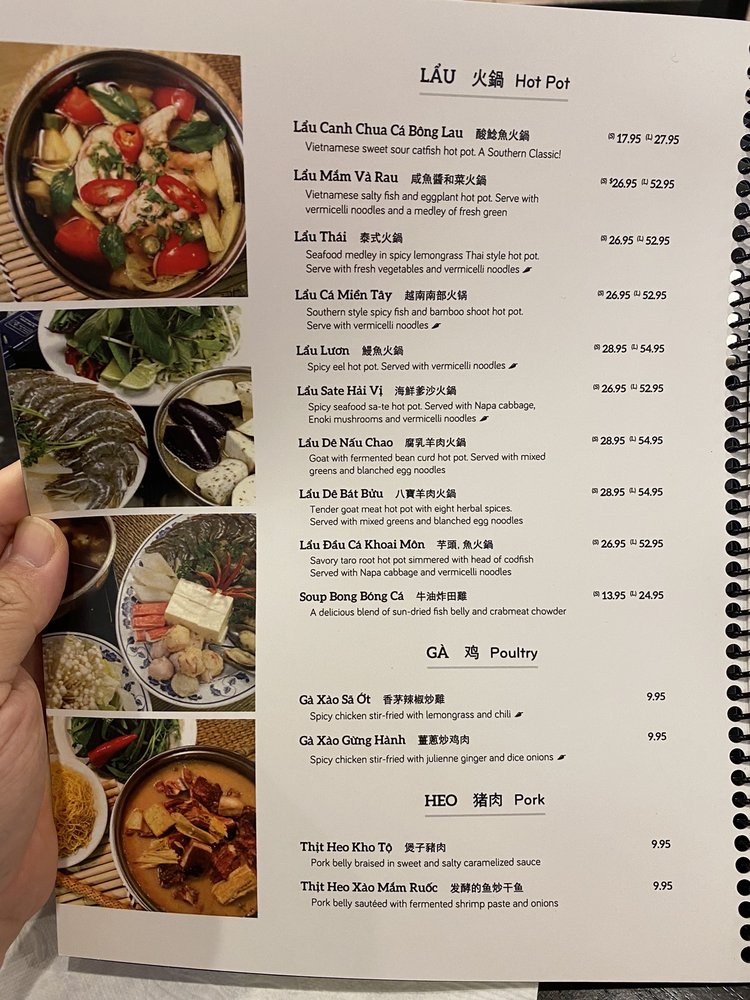 LẨU 火鍋 Hot Pot
Lẩu Canh Chua Cá Bông Lau 酸鯰魚火鍋 (S) 17.95 (L) 27.95
Vietnamese sweet sour catfish hot pot. A Southern Classic!
Lẩu Mắm Và Rau 咸魚醬和菜火鍋 (S) $26.95 (L) 52.95
Vietnamese salty fish and eggplant hot pot. Serve with
vermicelli noodles and a medley of fresh green
Lẩu Thái 泰式火鍋 (S) 26.95 (L) 52.95
Seafood medley in spicy lemongrass Thai style hot pot.
Serve with fresh vegetables and vermicelli noodles
Lẩu Cá Miền Tây 越南南部火锅 (S) 26.95 (L) 52.95
Southern style spicy fish and bamboo shoot hot pot.
Serve with vermicelli noodles
Lẩu Lươn 鰻魚火鍋 (S) 28.95 (L) 54.95
Spicy eel hot pot. Served with vermicelli noodles
Lẩu Sate Hải Vị 海鮮爹沙火鍋 (S) 26.95 (L) 52.95
Spicy seafood sa-te hot pot. Served with Napa cabbage,
Enoki mushrooms and vermicelli noodles
Lẩu Dê Nấu Chao 腐乳羊肉火鍋 (S) 28.95 (L) 54.95
Goat with fermented bean curd hot pot. Served with mixed
greens and blanched egg noodles
Lẩu Dê Bát Bửu 八寶羊肉火鍋 (S) 28.95 (L) 54.95
Tender goat meat hot pot with eight herbal spices.
Served with mixed greens and blanched egg noodles
Lẩu Đầu Cá Khoai Môn 芋頭, 魚火鍋 (S) 26.95 (L) 52.95
Savory taro root hot pot simmered with head of codfish
Served with Napa cabbage and vermicelli noodles
Soup Bong Bóng Cá 牛油炸田雞 (S) 13.95 (L) 24.95
A delicious blend of sun-dried fish belly and crabmeat chowder
GÀ 鸡 Poultry
Gà Xào Sả Ớt 香茅辣椒炒雞 9.95
Spicy chicken stir-fried with lemongrass and chili
Gà Xào Gừng Hành 薑蔥炒鸡肉 9.95
Spicy chicken stir-fried with julienne ginger and dice onions
HEO 猪肉 Pork
Thịt Heo Kho Tộ 煲子豬肉 9.95
Pork belly braised in sweet and salty caramelized sauce
Thịt Heo Xào Mắm Ruốc 发酵的鱼炒干鱼 9.95
Pork belly sautéed with fermented shrimp paste and onions